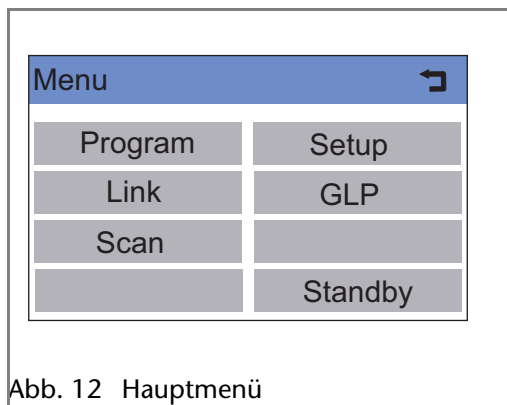 Menu
Program Setup
Link GLP
Scan
Standby
Abb. 12 Hauptmenü